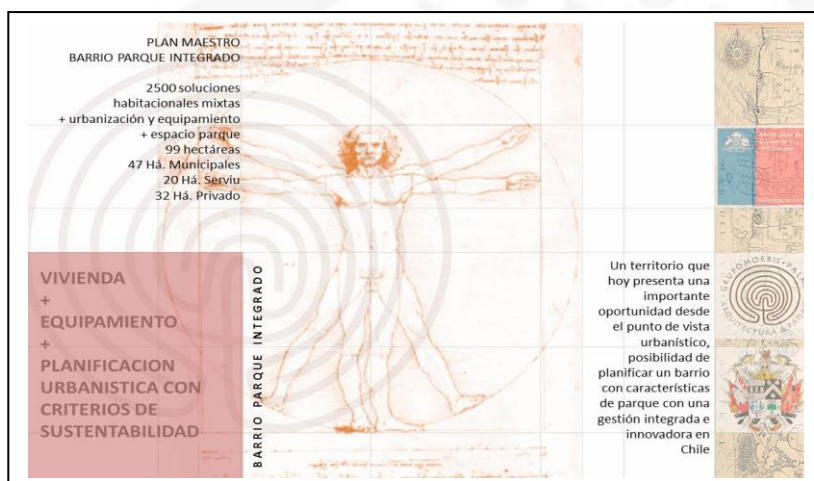 PLAN MAESTRO
BARRIO PARQUE INTEGRADO
2500 soluciones
habitacionales mixtas
+ urbanización y equipamiento
+ espacio parque
99 hectáreas
47 Há. Municipales
20 Há. Serviu
32 Há. Privado
VIVIENDA
+
EQUIPAMIENTO
+
PLANIFICACION
URBANISTICA CON
CRITERIOS DE
SUSTENTABILIDAD
BARRIO PARQUE INTEGRADO
Un territorio que
hoy presenta una
importante
oportunidad desde
el punto de vista
urbanístico,
posibilidad de
planificar un barrio
con características
de parque con una
gestión integrada e
innovadora en
Chile